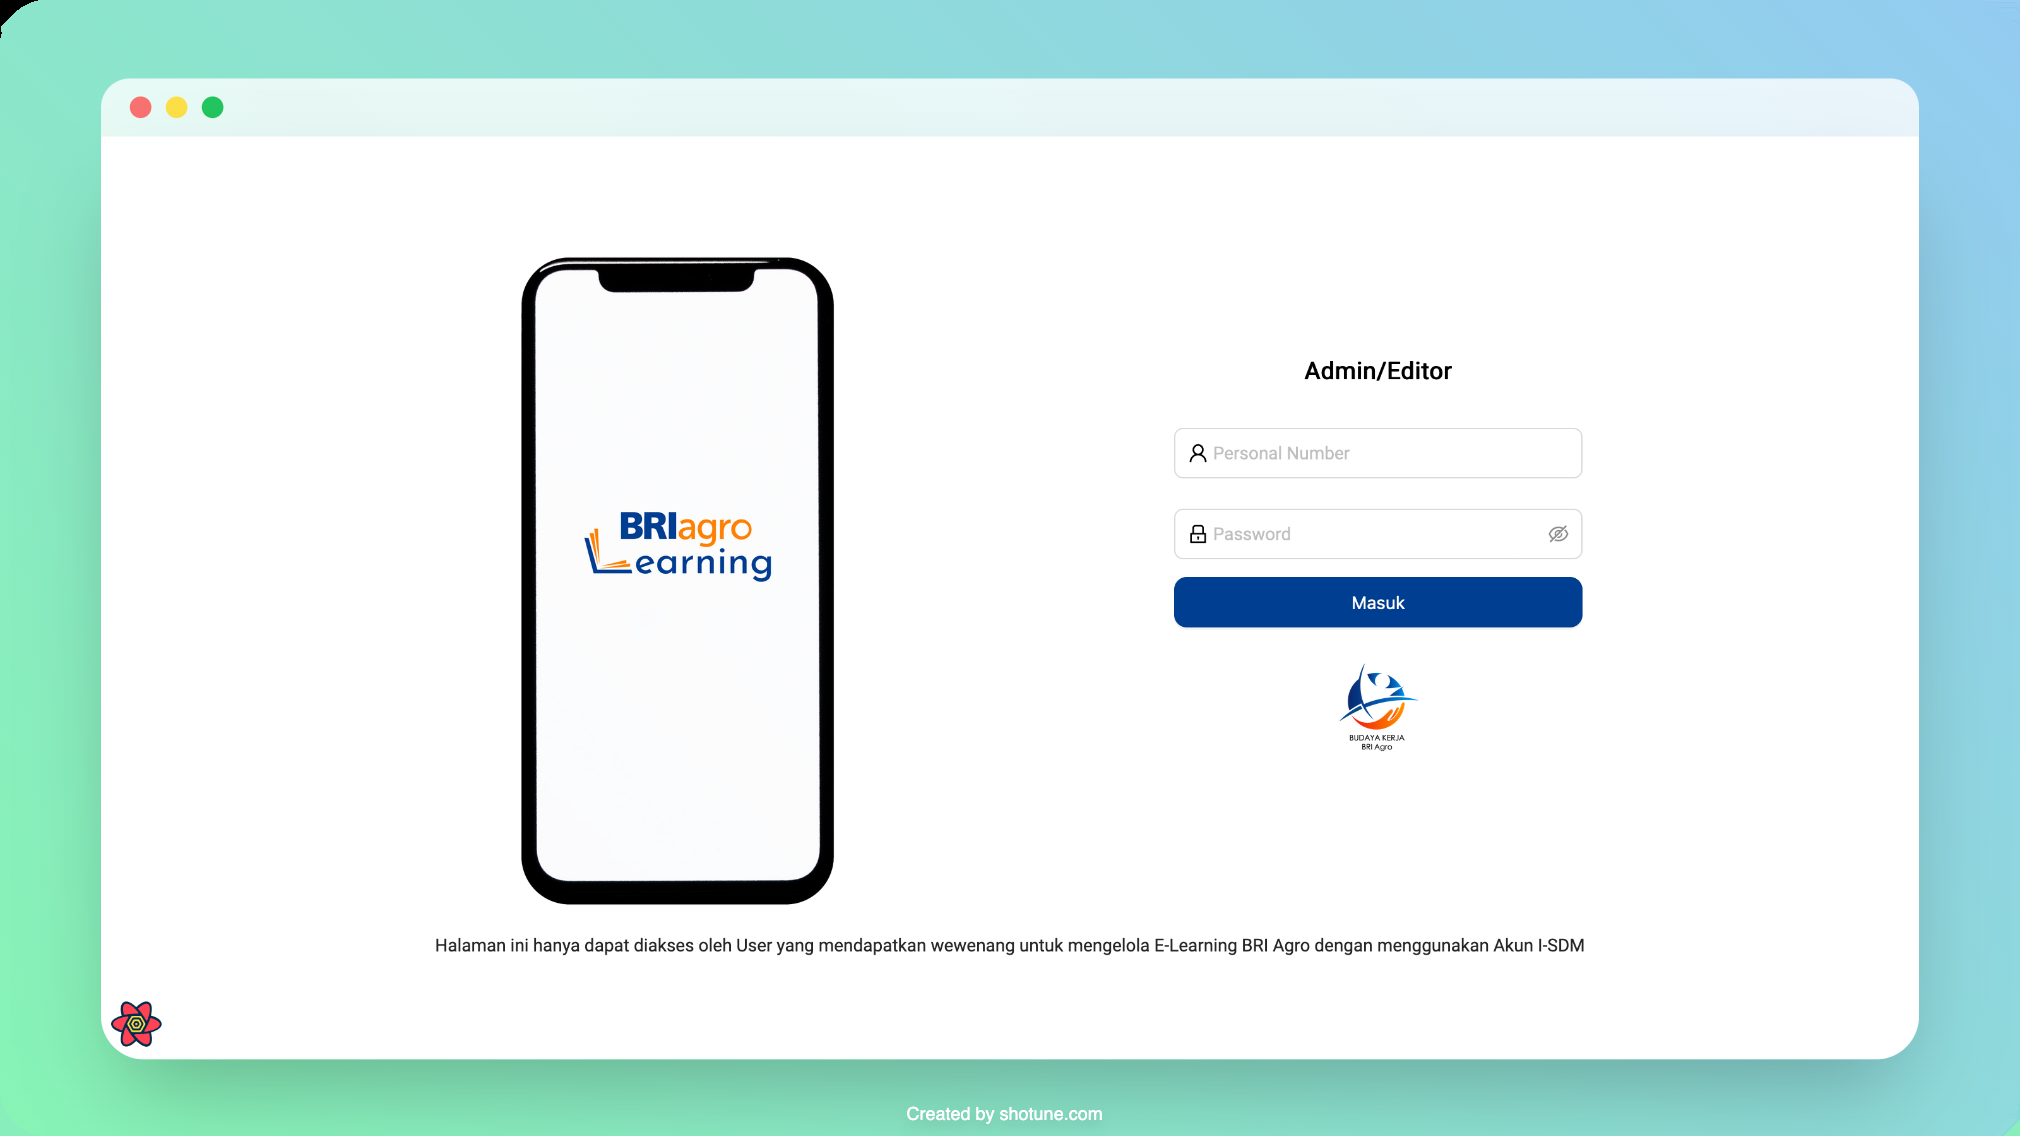 BRIagro
Learning
Admin/Editor
Personal Number
Password
Masuk
BUDAYA KERJA
BRI Agro
Halaman ini hanya dapat diakses oleh User yang mendapatkan wewenang untuk mengelola E-Learning BRI Agro dengan menggunakan Akun I-SDM
Created by shotune.com